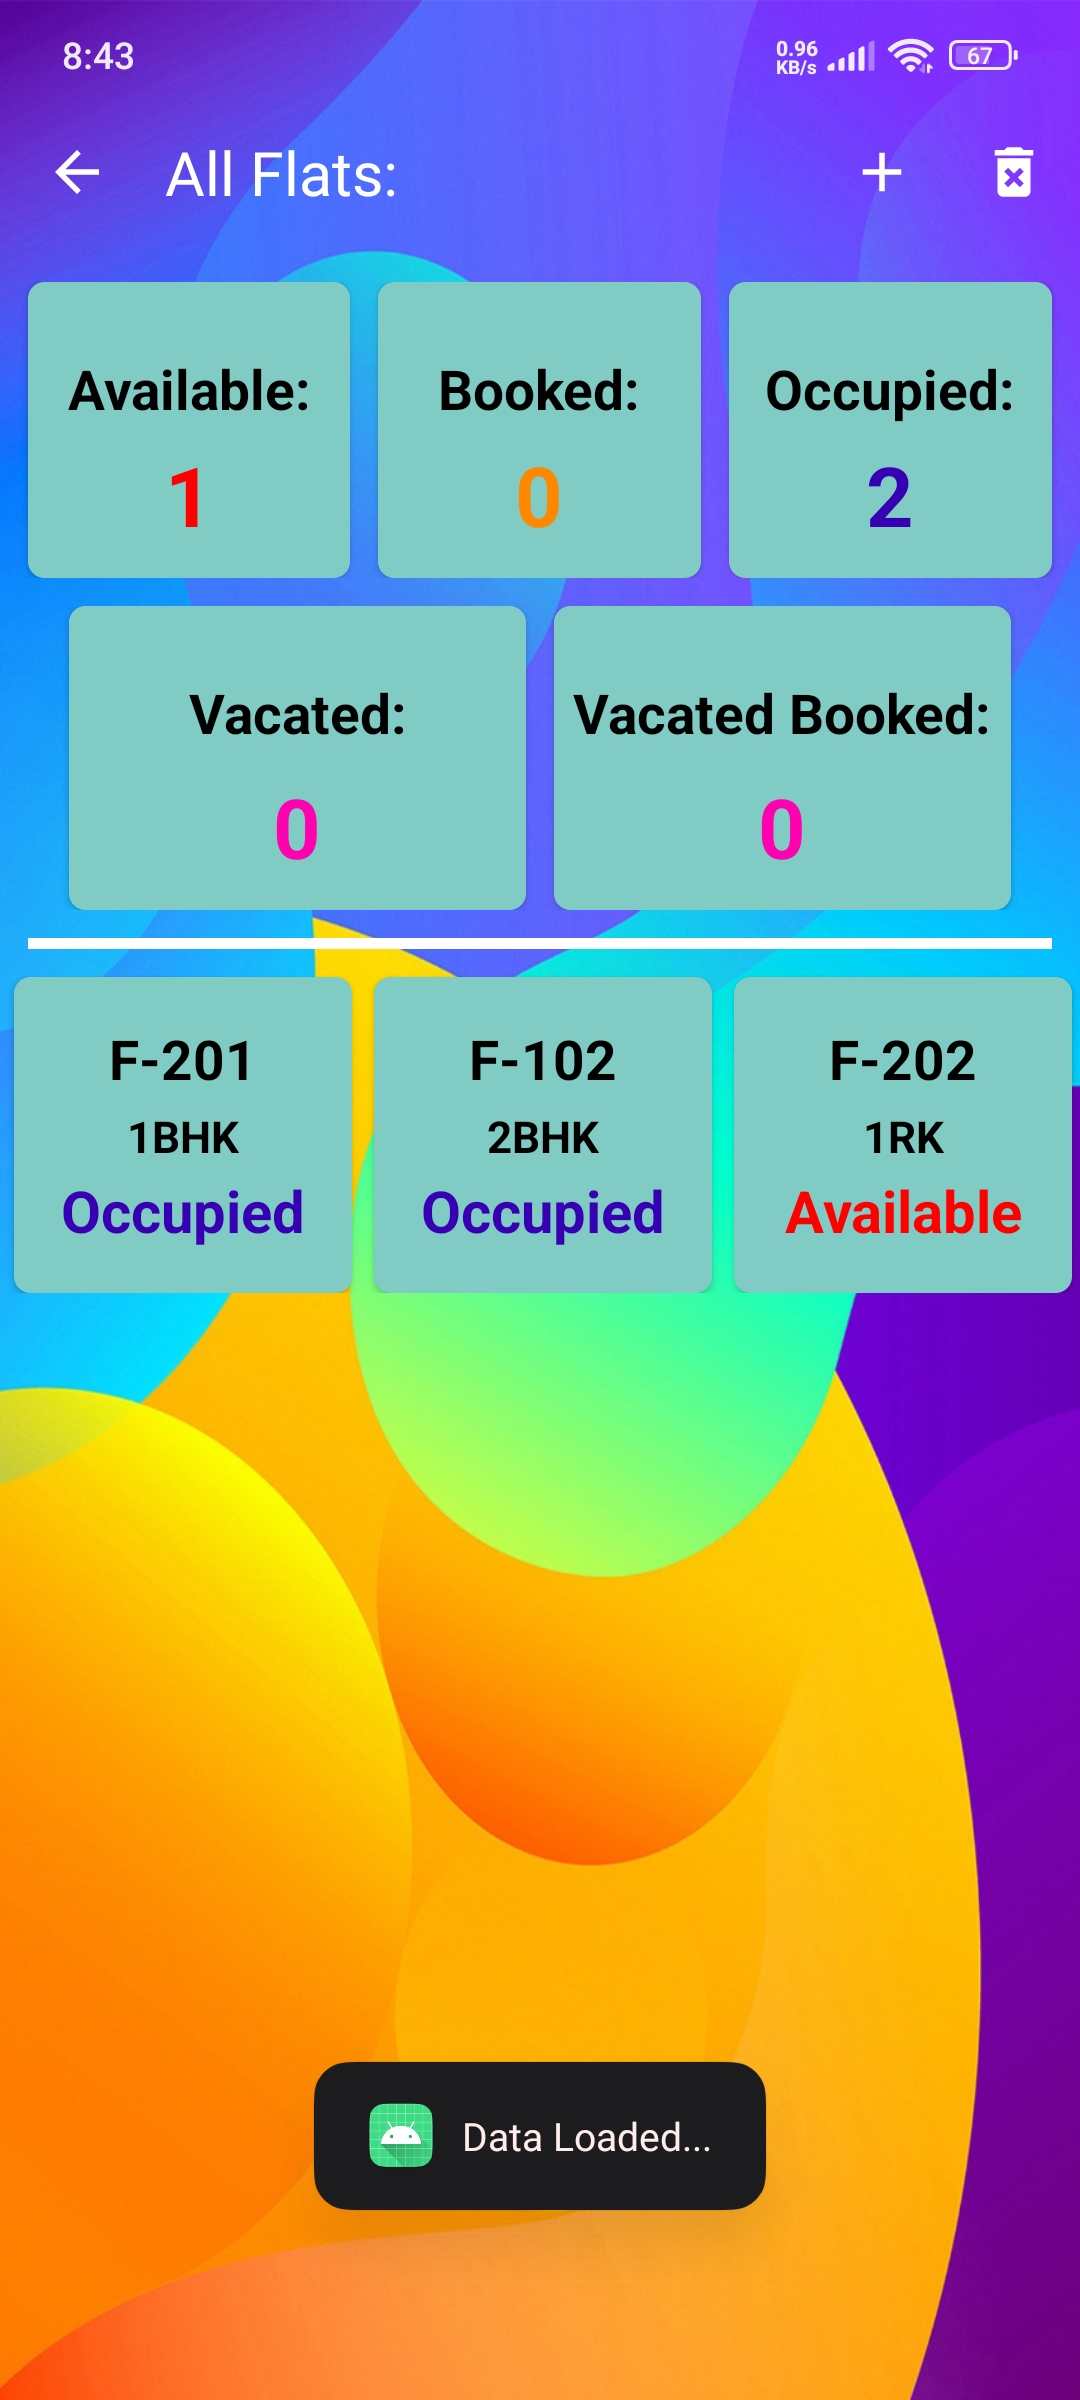 8:43
0.96
KB/s
67
All Flats:
Available:
1
Booked:
0
Occupied:
2
Vacated:
0
Vacated Booked:
0
F-201
1BHK
Occupied
F-102
2BHK
Occupied
F-202
1RK
Available
Data Loaded...